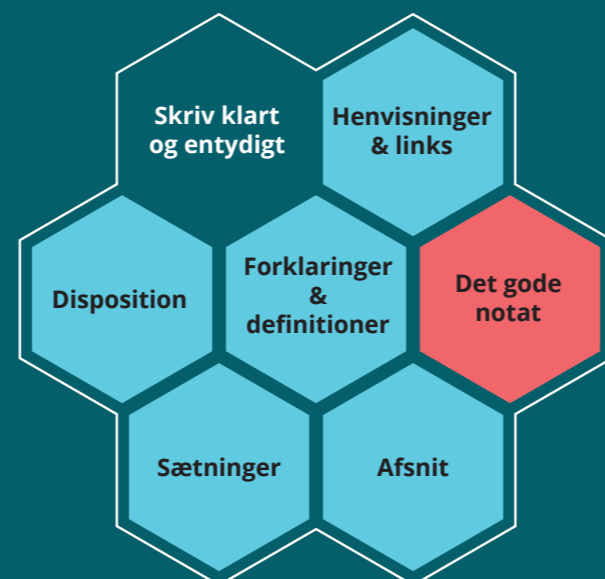 Skriv klart
og entydigt
Henvisninger
& links
Disposition
Forklaringer
&
definitioner
Det gode
notat
Sætninger
Afsnit